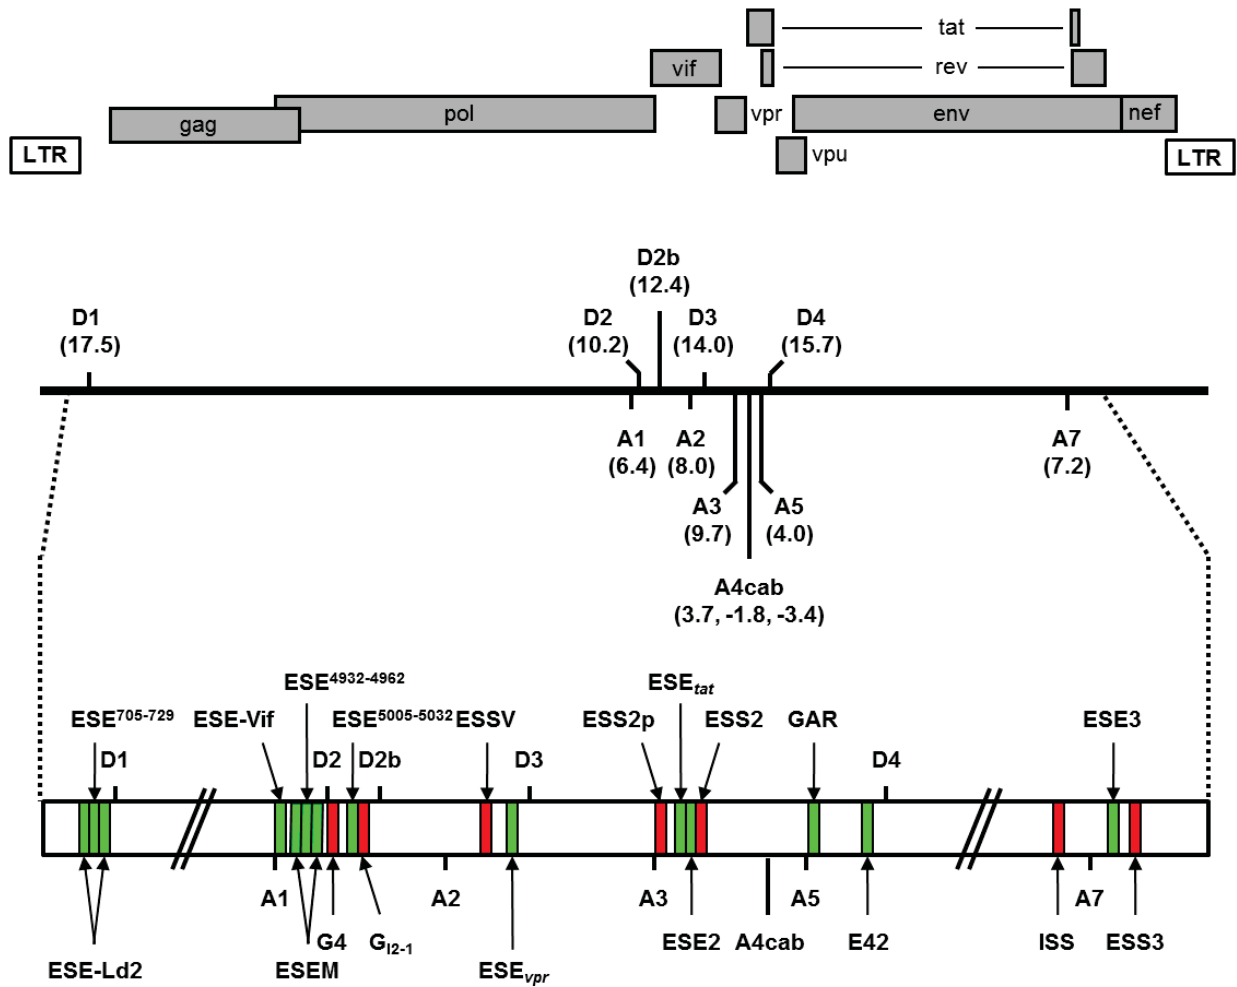 tat
rev
vif
vpr
gag
pol
env
nef
vpu
LTR
LTR
D2b
(12.4)
D1
(17.5)
D2
(10.2)
D3
(14.0)
D4
(15.7)
A1
(6.4)
A2
(8.0)
A7
(7.2)
A3
(9.7)
A5
(4.0)
A4cab
(3.7, -1.8, -3.4)
ESE4932-4962
ESEtat
ESE705-729
ESE-Vif
ESE5005-5032
ESSV
ESS2p
ESS2
GAR
ESE3
D1
D2
D2b
D3
D4
A1
A2
A3
A5
A7
G4
GI2-1
ESE2
A4cab
E42
ISS
ESS3
ESE-Ld2
ESEM
ESEvpr